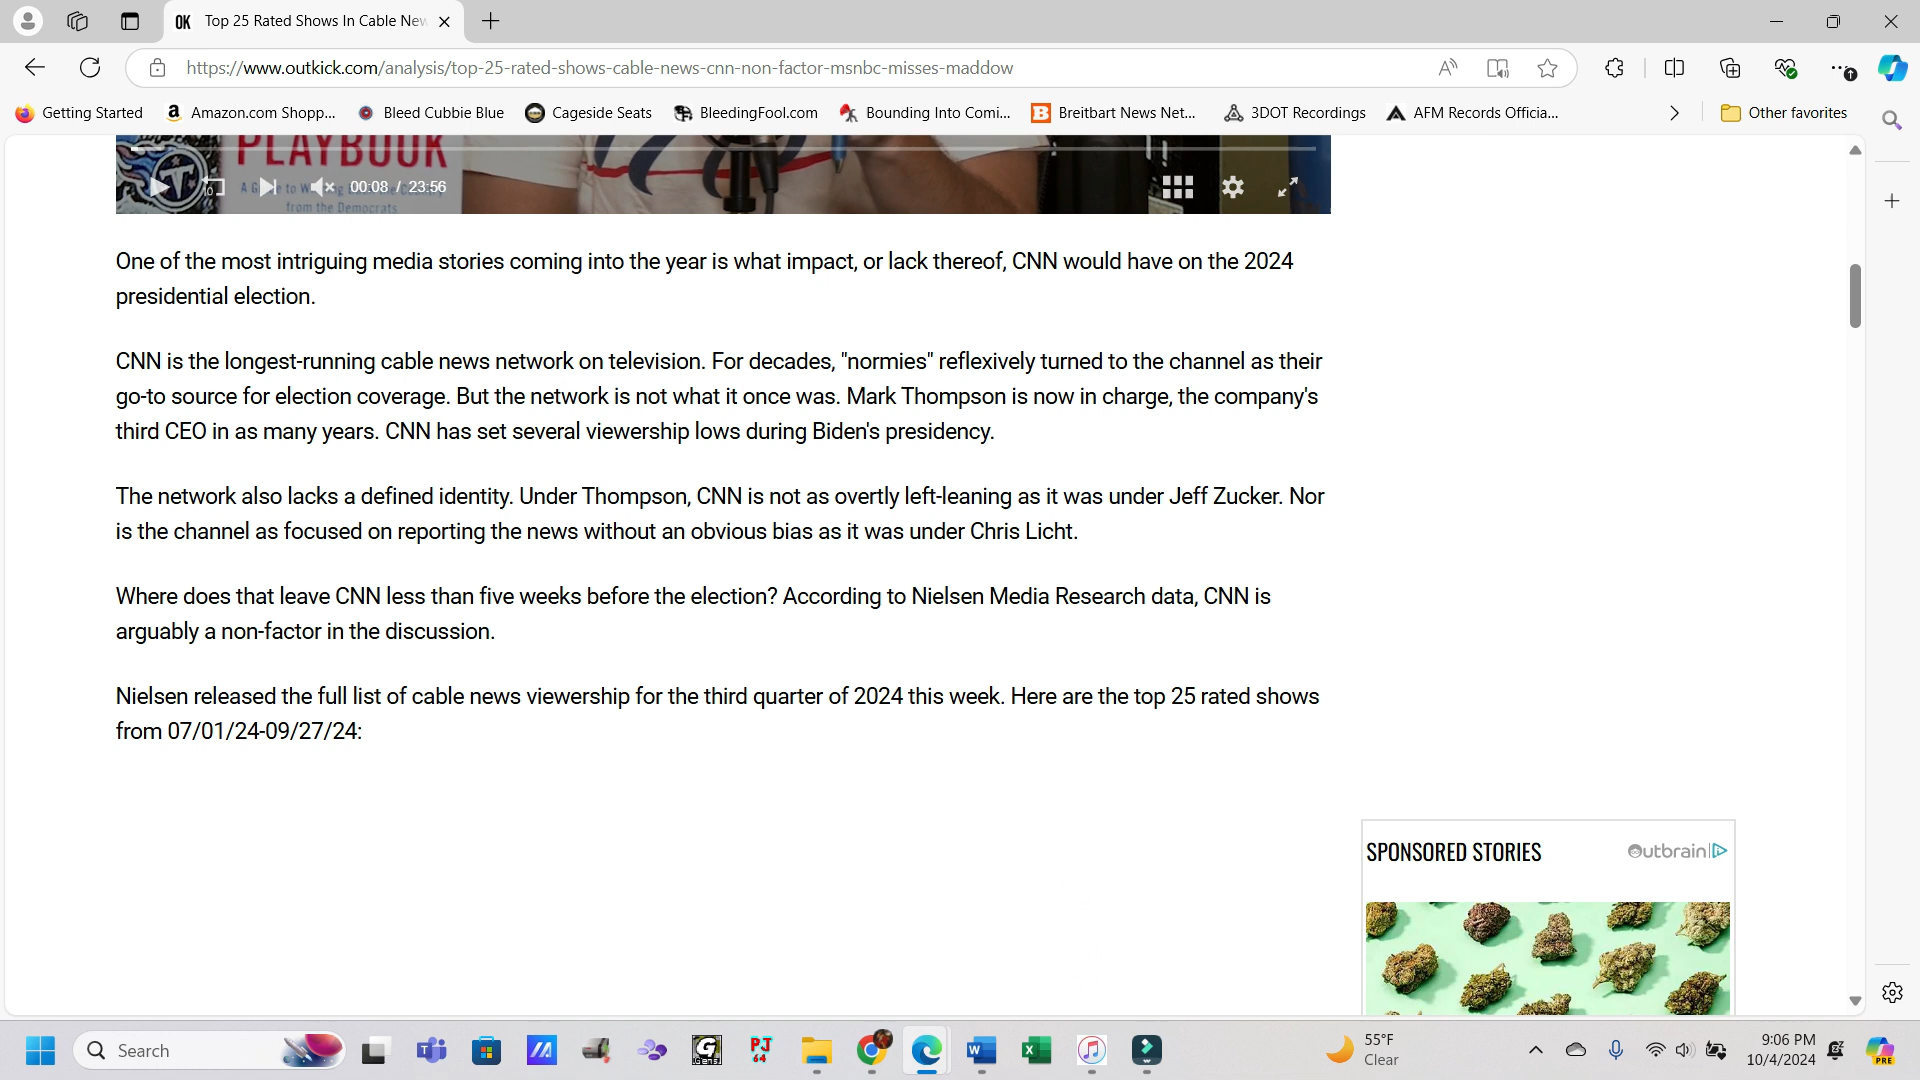 OK Top 25 Rated Shows In Cable New
https://www.outkick.com/analysis/top-25-rated-shows-cable-news-cnn-non-factor-msnbc-misses-maddow
Getting Started
Amazon.com Shopp...
Bleed Cubbie Blue
Cageside Seats
BleedingFool.com
Bounding Into Comi...
Breitbart News Net...
3DOT Recordings
AFM Records Officia...
Other favorites
PLAYBOOK
from the Democrats
00:08 / 23:56
One of the most intriguing media stories coming into the year is what impact, or lack thereof, CNN would have on the 2024
presidential election.
CNN is the longest-running cable news network on television. For decades, "normies" reflexively turned to the channel as their
go-to source for election coverage. But the network is not what it once was. Mark Thompson is now in charge, the company's
third CEO in as many years. CNN has set several viewership lows during Biden's presidency.
The network also lacks a defined identity. Under Thompson, CNN is not as overtly left-leaning as it was under Jeff Zucker. Nor
is the channel as focused on reporting the news without an obvious bias as it was under Chris Licht.
Where does that leave CNN less than five weeks before the election? According to Nielsen Media Research data, CNN is
arguably a non-factor in the discussion.
Nielsen released the full list of cable news viewership for the third quarter of 2024 this week. Here are the top 25 rated shows
from 07/01/24-09/27/24:
SPONSORED STORIES
Outbrain
Search
PJ
64
55°F
Clear
9:06 PM
10/4/2024
PRE